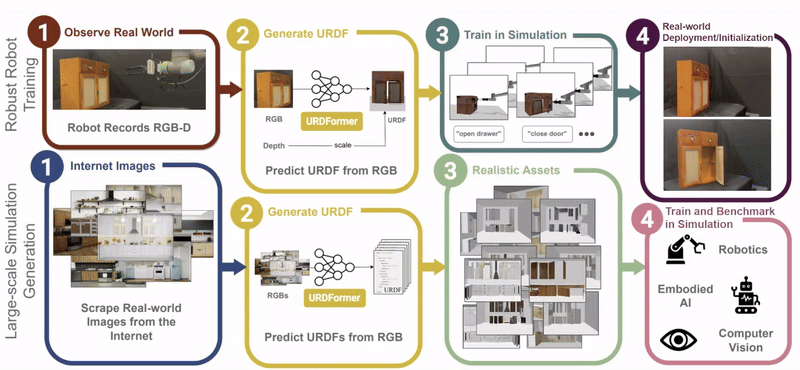 Robust Robot
Training
1
Observe Real World
Robot Records RGB-D
2
Generate URDF
RGB
URDFormer
URDF
Depth
scale
Predict URDF from RGB
3
Train in Simulation
"open drawer"
"close door"
4
Real-world
Deployment/Initialization
Large-scale Simulation
Generation
1
Internet Images
Scrape Real-world
Images from the
Internet
2
Generate URDF
RGBs
URDFormer
URDF
Predict URDFs from RGB
3
Realistic Assets
4
Train and Benchmark
in Simulation
Robotics
Embodied
AI
Computer
Vision